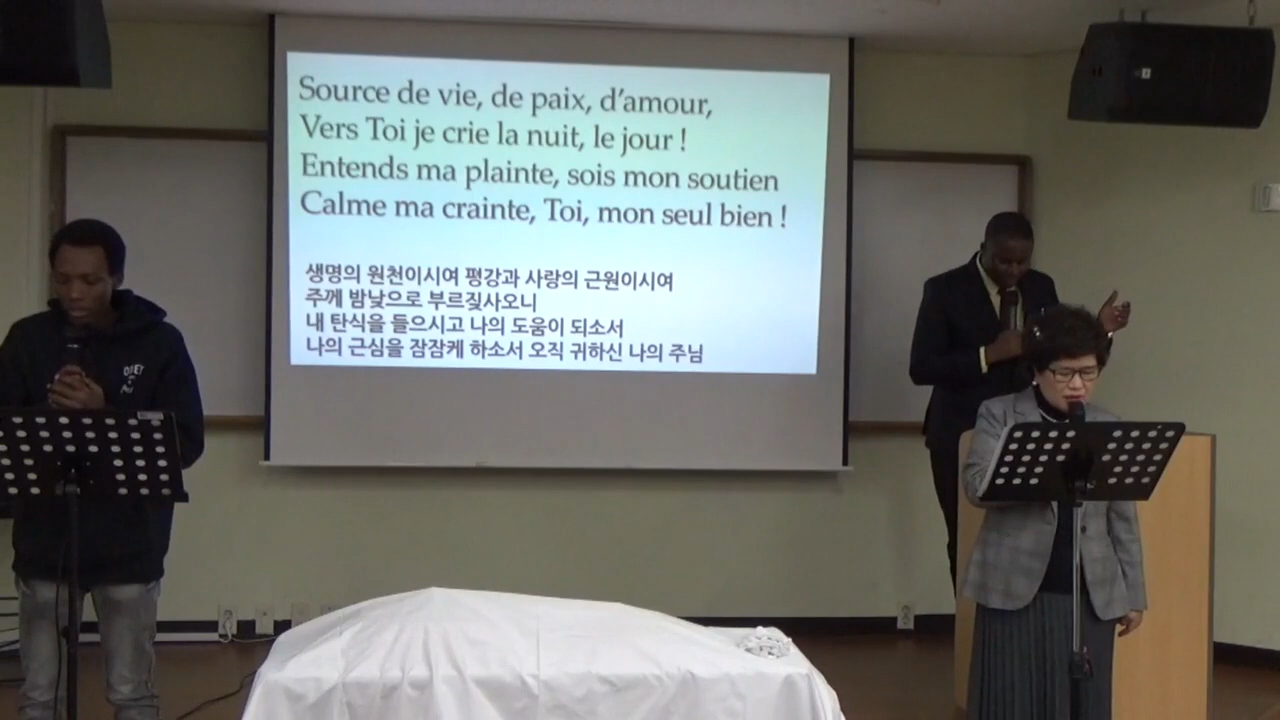 Source de vie, de paix, d'amour,
Vers Toi je crie la nuit, le jour !
Entends ma plainte, sois mon soutien
Calme ma crainte, Toi, mon seul bien !
생명의 원천이시여 평강과 사랑의 근원이시여
주께 밤낮으로 부르짖사오니
내 탄식을 들으시고 나의 도움이 되소서
나의 근심을 잠잠케 하소서 오직 귀하신 나의 주님